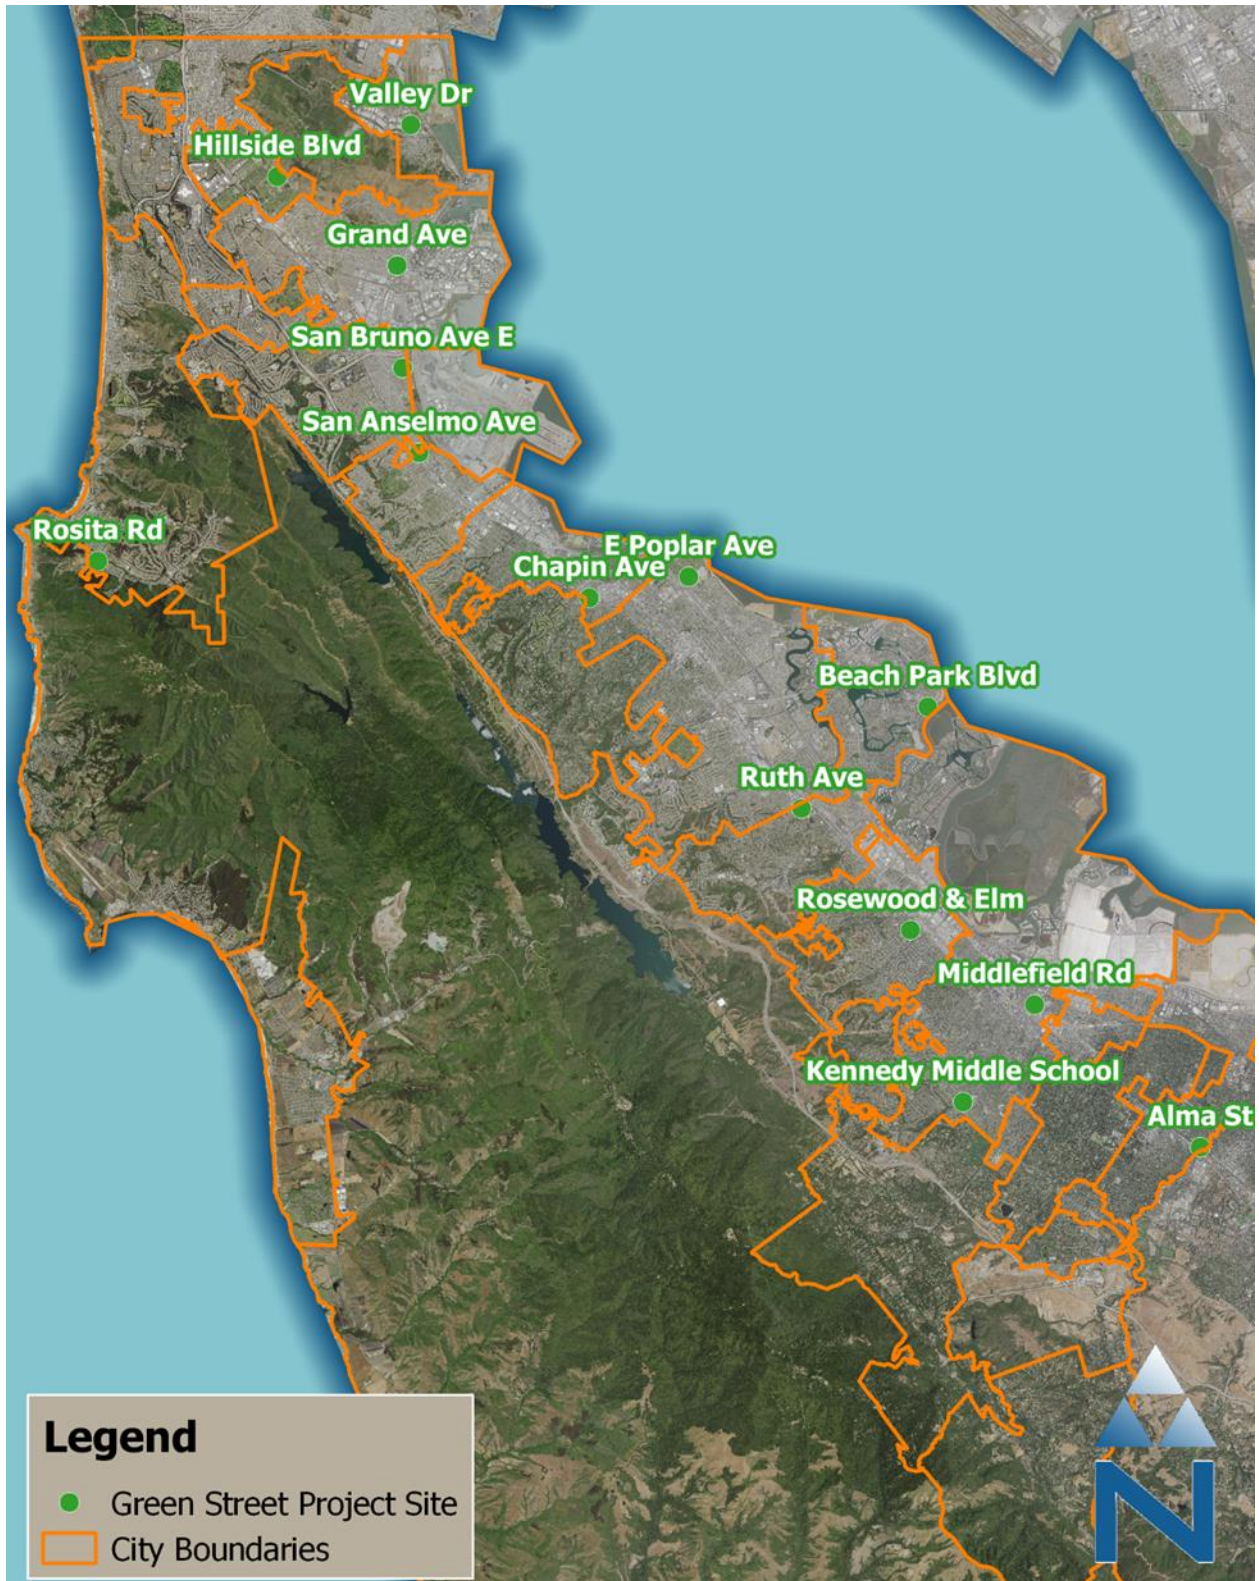 Valley Dr
Hillside Blvd
Grand Ave
San Bruno Ave E
San Anselmo Ave
Rosita Rd
E Poplar Ave
Chapin Ave
Beach Park Blvd
Ruth Ave
Rosewood & Elm
Middlefield Rd
Kennedy Middle School
Alma St
Legend
Green Street Project Site
City Boundaries
N